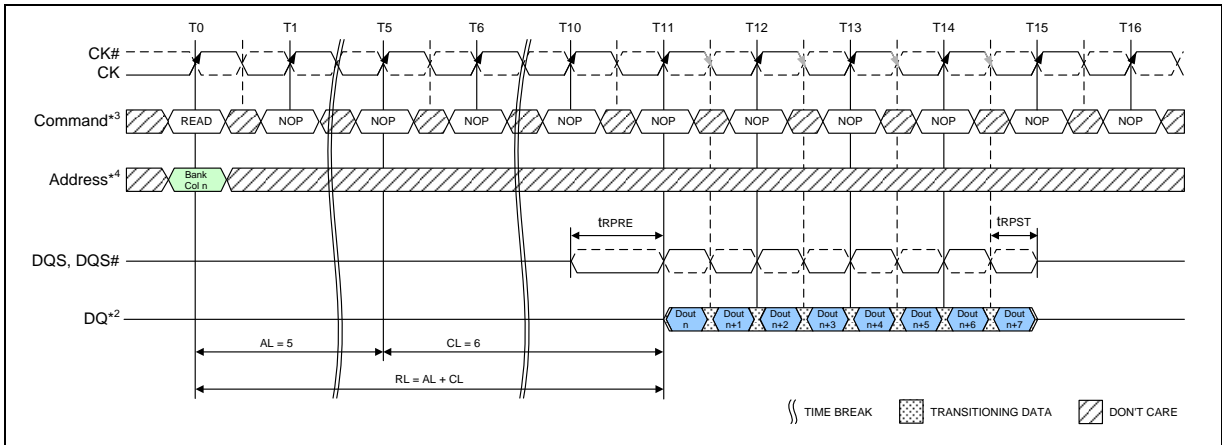 T0 T1 T5 T6 T10 T11 T12 T13 T14 T15 T16
CK#
CK
Command*3 READ NOP NOP NOP NOP NOP NOP NOP NOP NOP NOP
Address*4 Bank
Col n
tRPRE tRPST
DQS, DQS#
DQ*2 Dout
n Dout
n+1 Dout
n+2 Dout
n+3 Dout
n+4 Dout
n+5 Dout
n+6 Dout
n+7
AL = 5 CL = 6
RL = AL + CL
TIME BREAK TRANSITIONING DATA DON'T CARE